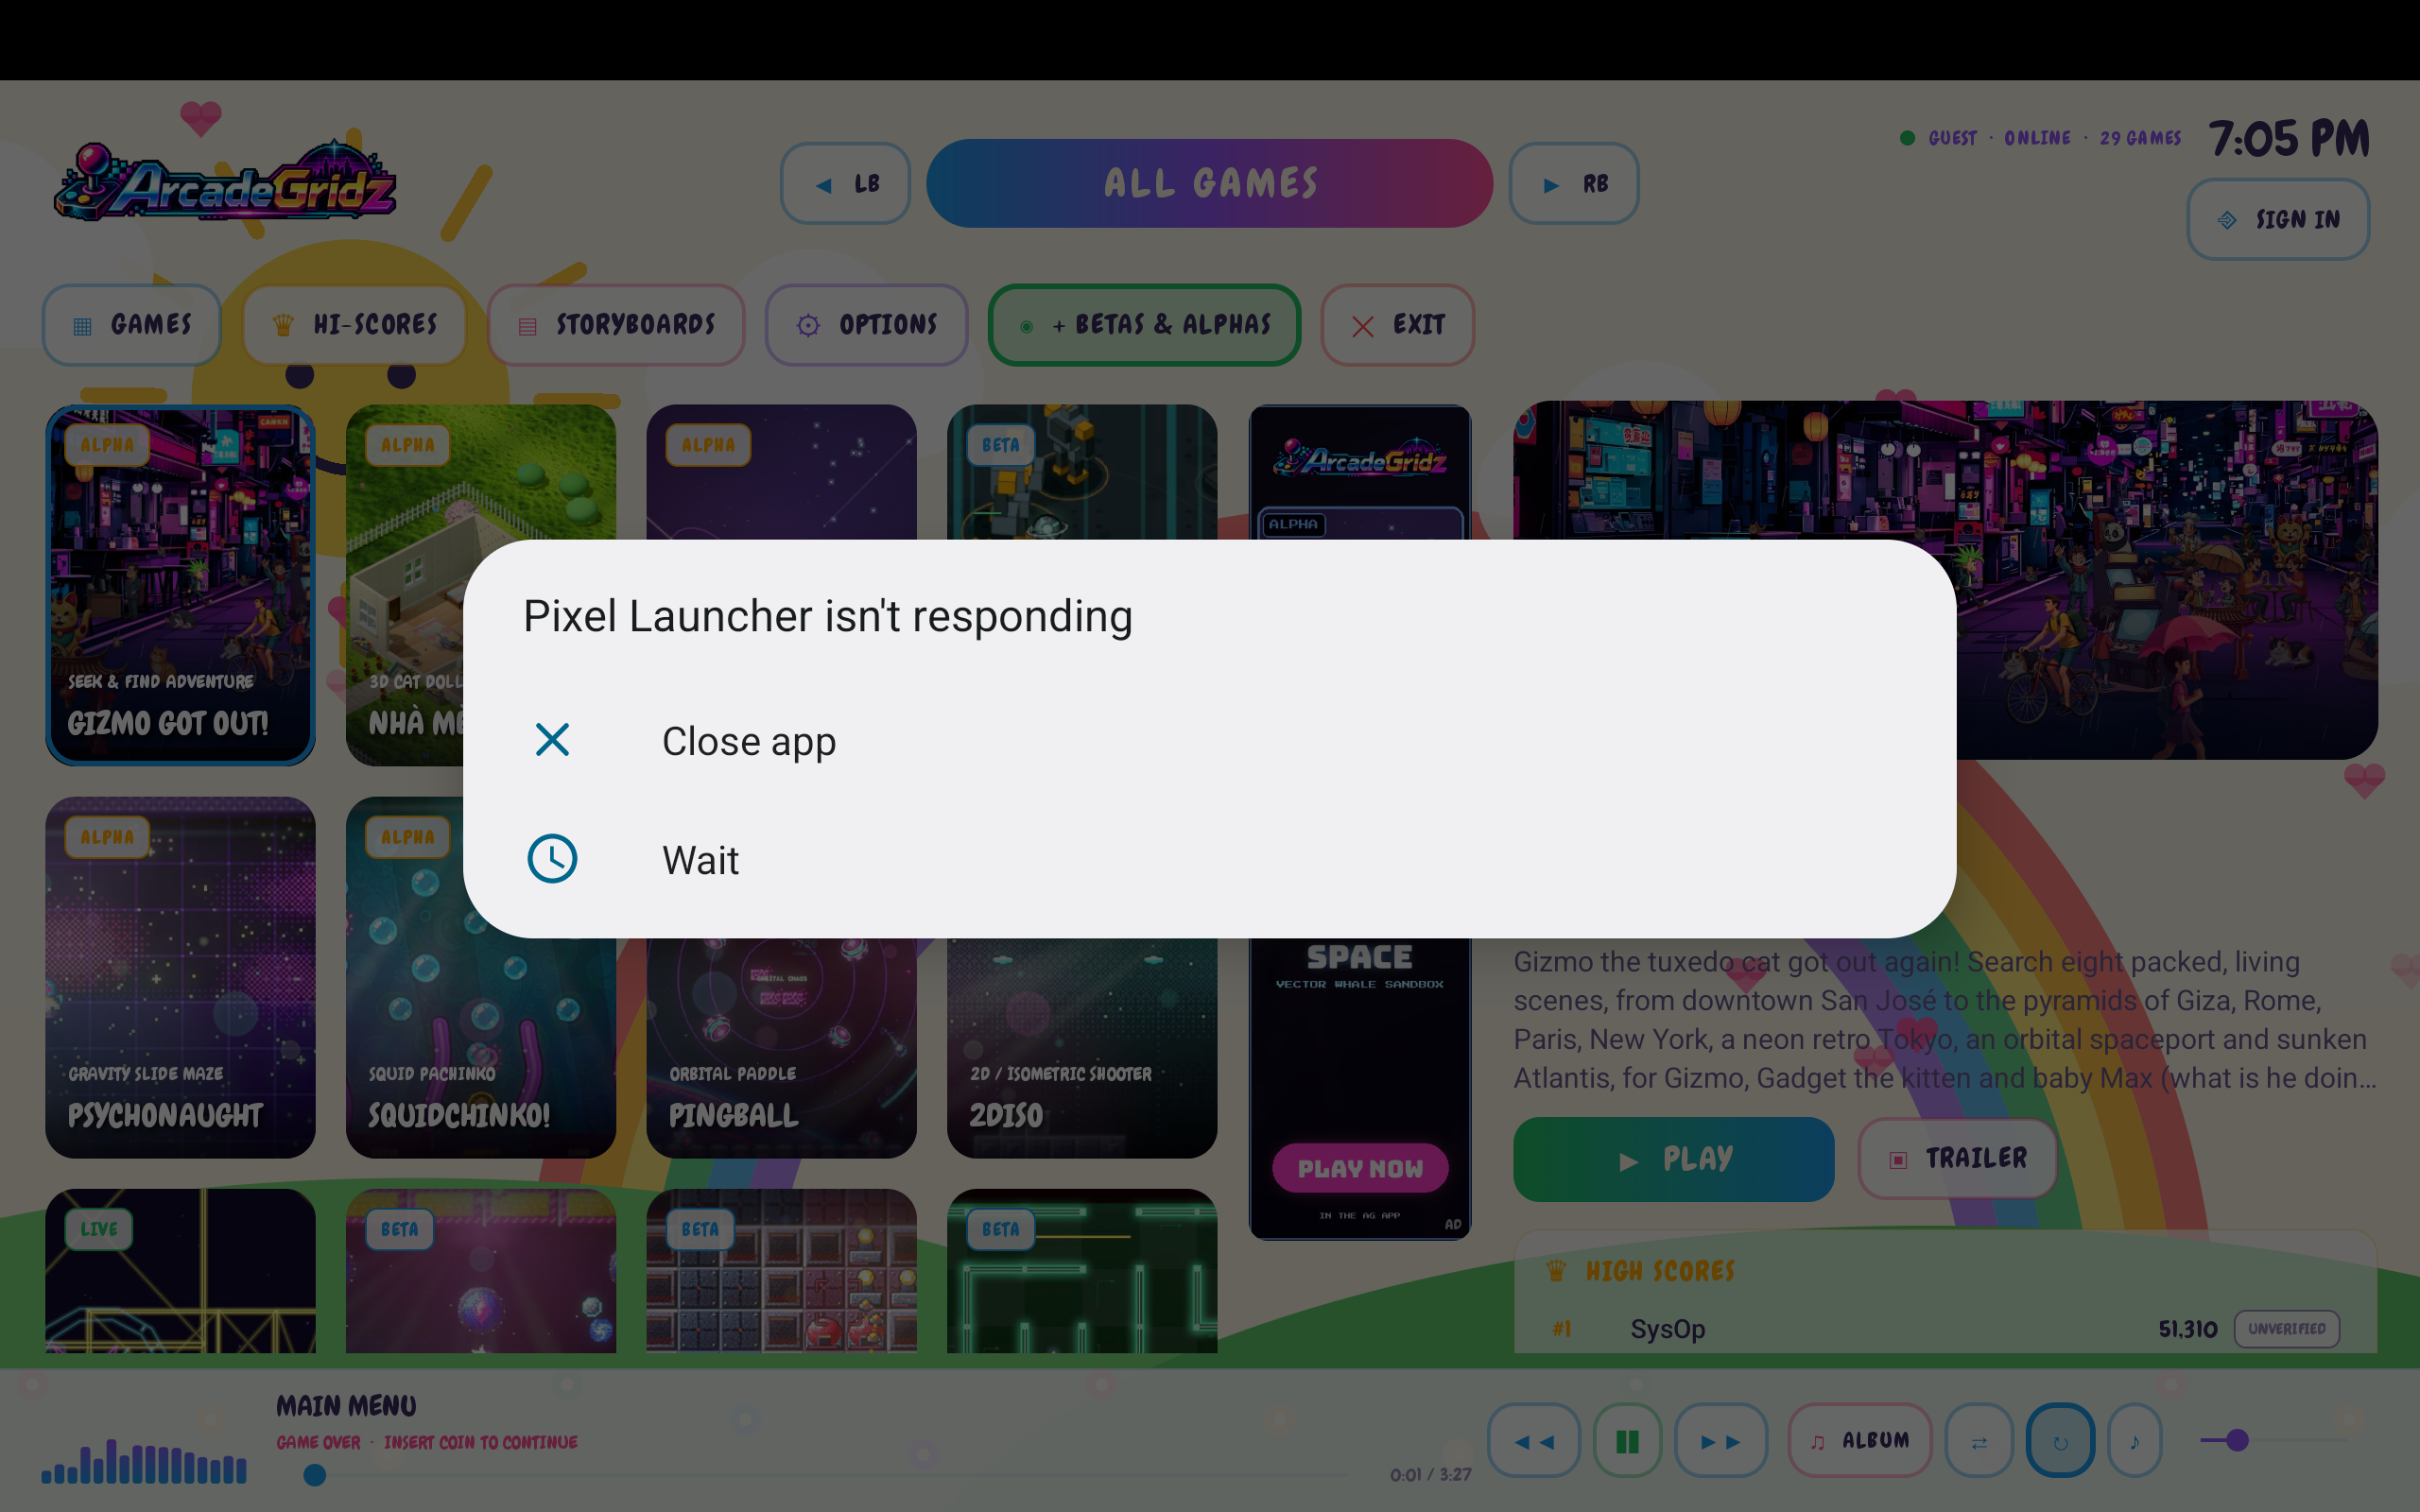 ArcadeGridz
LB
ALL GAMES
RB
GUEST · ONLINE · 29 GAMES
7:05 PM
SIGN IN
GAMES
HI-SCORES
STORYBOARDS
OPTIONS
+ BETAS & ALPHAS
EXIT
ALPHA
ALPHA
ALPHA
BETA
ArcadeGridz
ALPHA
Pixel Launcher isn't responding
Close app
Wait
SEEK & FIND ADVENTURE
GIZMO GOT OUT!
3D CAT DOLL
NHÀ MÈ
ALPHA
ALPHA
GRAVITY SLIDE MAZE
PSYCHONAUGHT
SQUID PACHINKO
SQUIDCHINKO!
ORBITAL CHAOS
ORBITAL PADDLE
PINGBALL
2D / ISOMETRIC SHOOTER
2DISO
SPACE
VECTOR WHALE SANDBOX
PLAY NOW
IN THE AG APP
AD
Gizmo the tuxedo cat got out again! Search eight packed, living
scenes, from downtown San José to the pyramids of Giza, Rome,
Paris, New York, a neon retro Tokyo, an orbital spaceport and sunken
Atlantis, for Gizmo, Gadget the kitten and baby Max (what is he doin...
PLAY
TRAILER
LIVE
BETA
BETA
BETA
HIGH SCORES
#1 SysOp 51,310 UNVERIFIED
MAIN MENU
GAME OVER · INSERT COIN TO CONTINUE
0:01 / 3:27
ALBUM